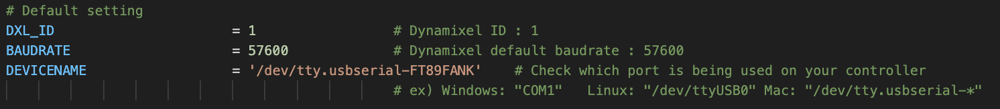 # Default setting
DXL_ID = 1 # Dynamixel ID : 1
BAUDRATE = 57600 # Dynamixel default baudrate : 57600
DEVICENAME = '/dev/tty.usbserial-FT89FANK' # Check which port is being used on your controller
# ex) Windows: "COM1" Linux: "/dev/ttyUSB0" Mac: "/dev/tty.usbserial-*"